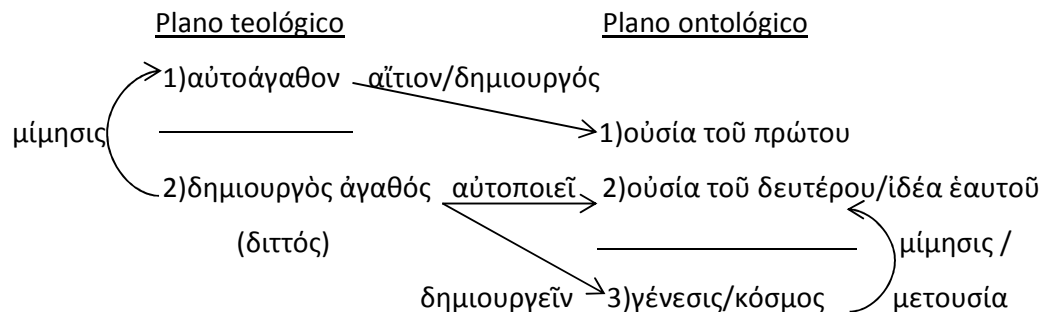 Plano teológico Plano ontológico
1)αὐτοάγαθον αἴτιον/δημιουργός
μίμησις 1)οὐσία τοῦ πρώτου
2)δημιουργὸς ἀγαθός αὐτοποιεῖ 2)οὐσία τοῦ δευτέρου/ἰδέα ἑαυτοῦ
(διττός) μίμησις /
δημιουργεῖν 3)γένεσις/κόσμος μετουσία